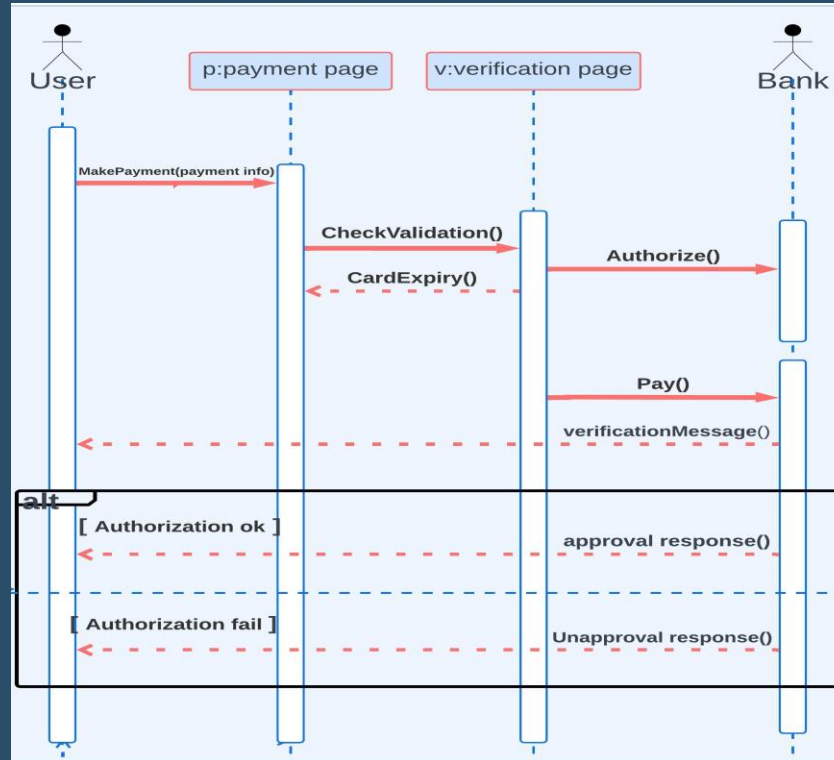 User
p:payment page
v:verification page
Bank
MakePayment(payment info)
CheckValidation()
Authorize()
CardExpiry()
Pay()
verificationMessage()
alt
[ Authorization ok ]
approval response()
[ Authorization fail ]
Unapproval response()